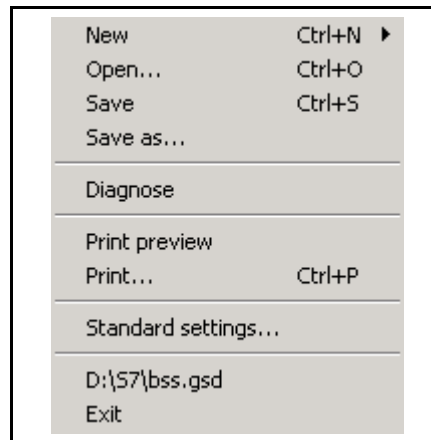 New Ctrl+N
Open... Ctrl+O
Save Ctrl+S
Save as...
Diagnose
Print preview
Print... Ctrl+P
Standard settings...
D:\S7\bss.gsd
Exit